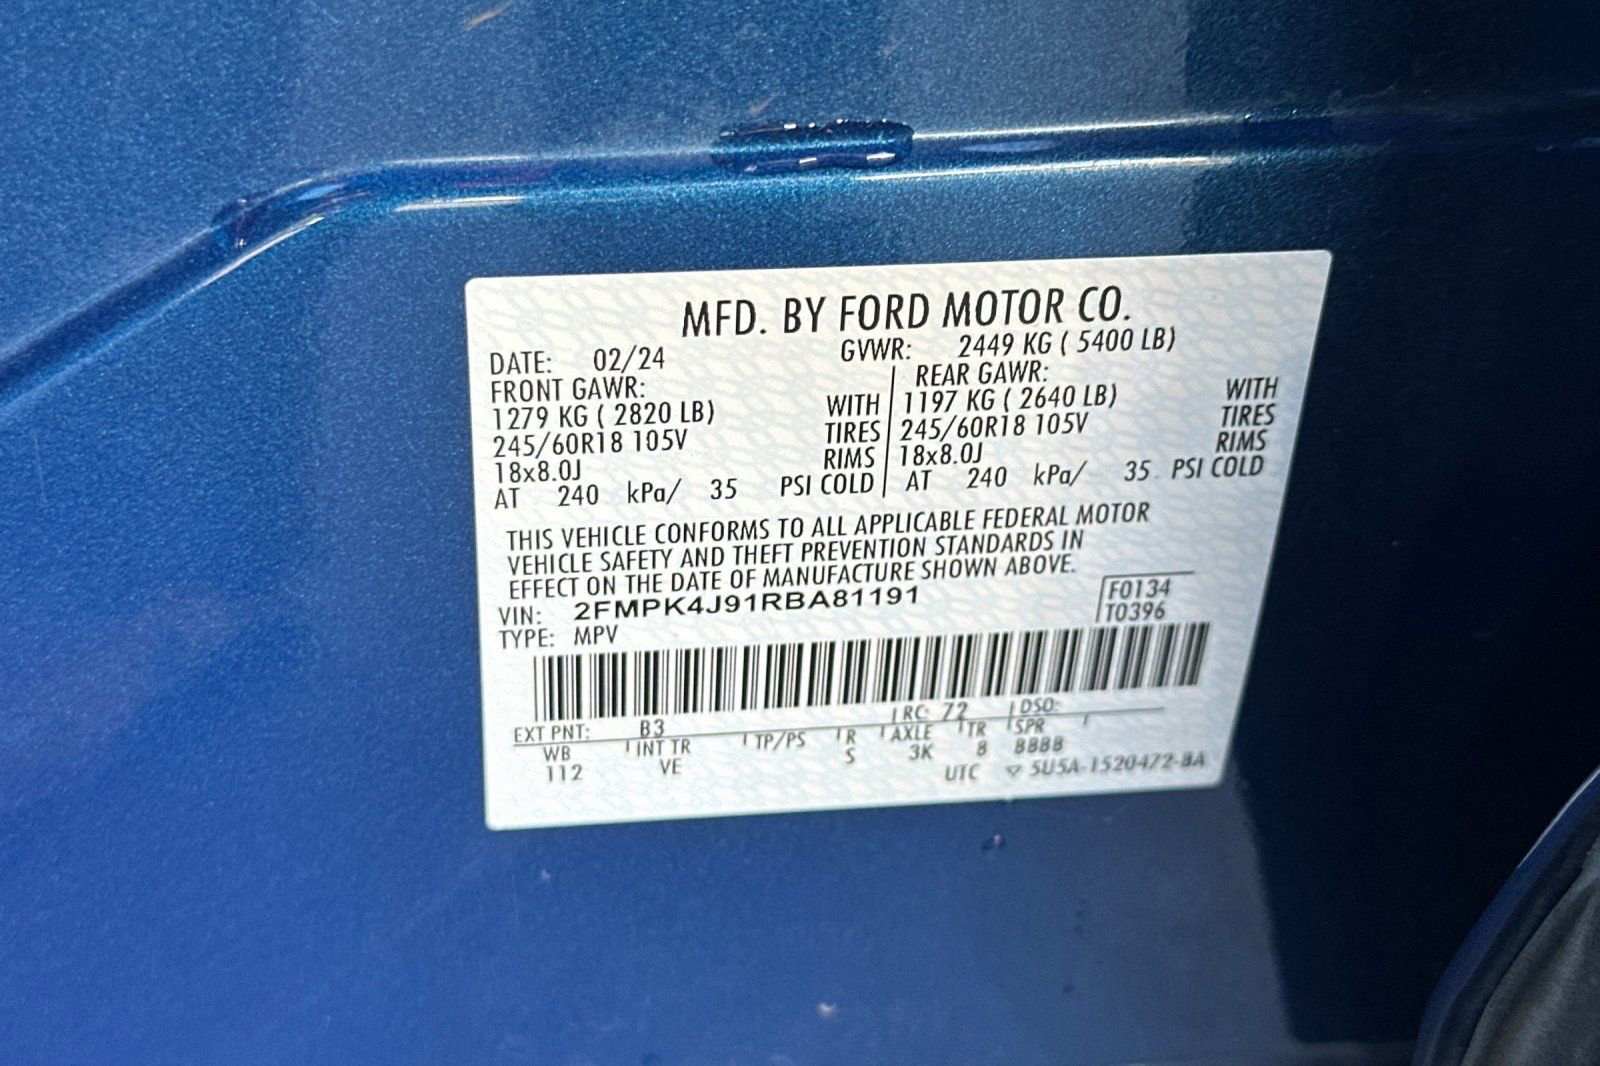 MFD. BY FORD MOTOR CO.
DATE: 02/24 GVWR: 2449 KG ( 5400 LB)
FRONT GAWR: REAR GAWR:
1279 KG ( 2820 LB) WITH 1197 KG ( 2640 LB) WITH
245/60R18 105V TIRES 245/60R18 105V TIRES
18x8.0J RIMS 18x8.0J RIMS
AT 240 kPa/ 35 PSI COLD AT 240 kPa/ 35 PSI COLD
THIS VEHICLE CONFORMS TO ALL APPLICABLE FEDERAL MOTOR
VEHICLE SAFETY AND THEFT PREVENTION STANDARDS IN
EFFECT ON THE DATE OF MANUFACTURE SHOWN ABOVE.
VIN: 2FMPK4J91RBA81191 F0134
TYPE: MPV T0396
EXT PNT: B3 RC: 72 DSO:
WB INT TR TP/PS R AXLE TR SPR
112 VE S 3K 8 BBBB
UTC ▽ 5U5A-1520472-BA